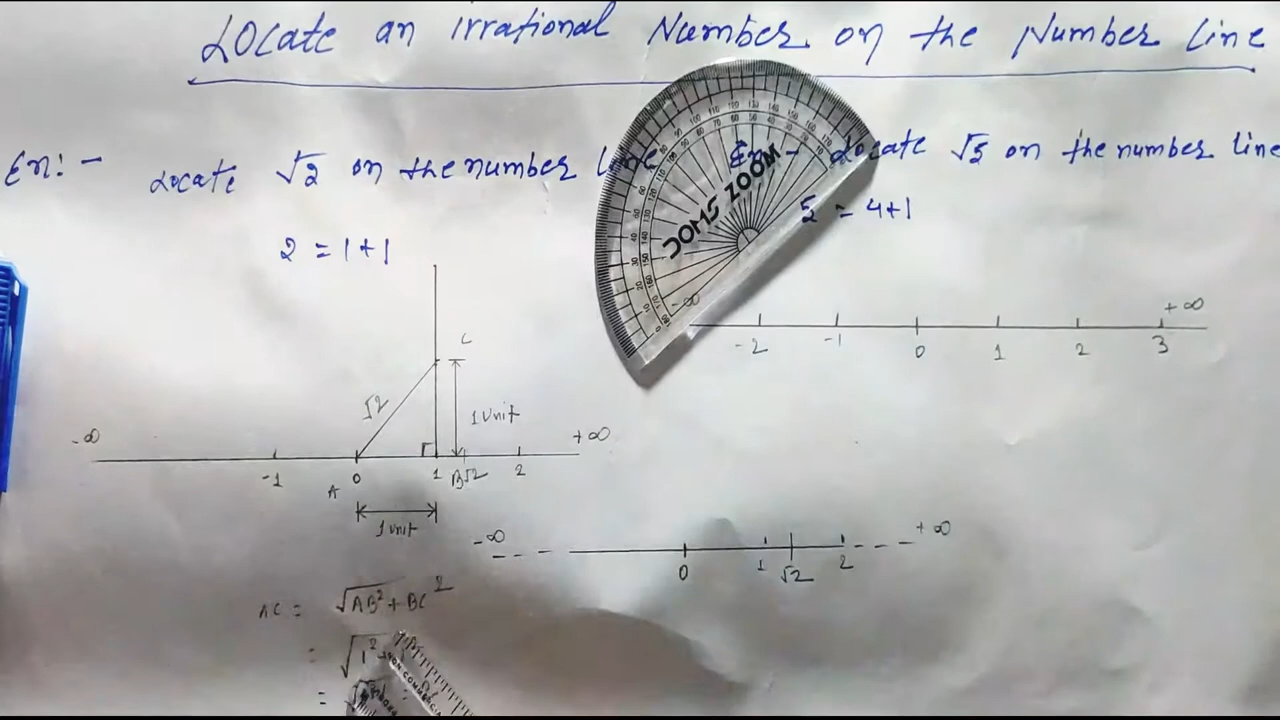 Locate an irrational Number on the Number line
Ex:- Locate √2 on the number line
2 = 1+1
C
√2
1 Unit
-∞ +∞
-1 0 1 √2 2
A B
1 unit
AC = √AB² + BC²
= √1²
=
Ex - Locate √5 on the number line
5 = 4+1
-∞ +∞
-2 -1 0 1 2 3
-∞ +∞
0 1 √2 2
DOMS ZOOM